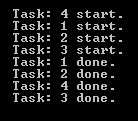 Task: 4 start.
Task: 1 start.
Task: 2 start.
Task: 3 start.
Task: 1 done.
Task: 2 done.
Task: 4 done.
Task: 3 done.